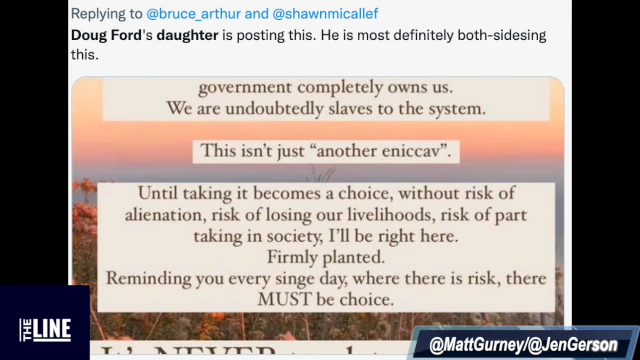 Replying to @bruce_arthur and @shawnmicallef
Doug Ford's daughter is posting this. He is most definitely both-sidesing
this.
government completely owns us.
We are undoubtedly slaves to the system.
This isn't just “another eniccav”.
Until taking it becomes a choice, without risk of
alienation, risk of losing our livelihoods, risk of part
taking in society, I'll be right here.
Firmly planted.
Reminding you every singe day, where there is risk, there
MUST be choice.
It's NEVER
THE LINE
@MattGurney/@JenGerson